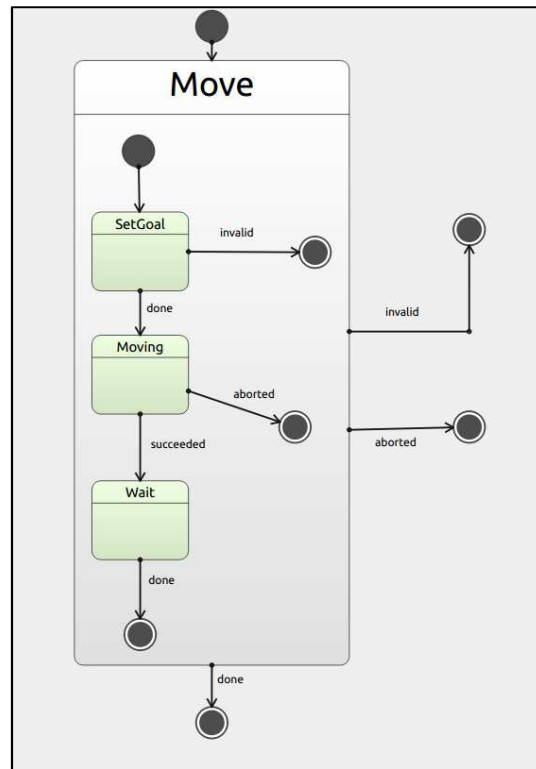 Move
SetGoal
invalid
done
invalid
Moving
aborted
aborted
succeeded
Wait
done
done